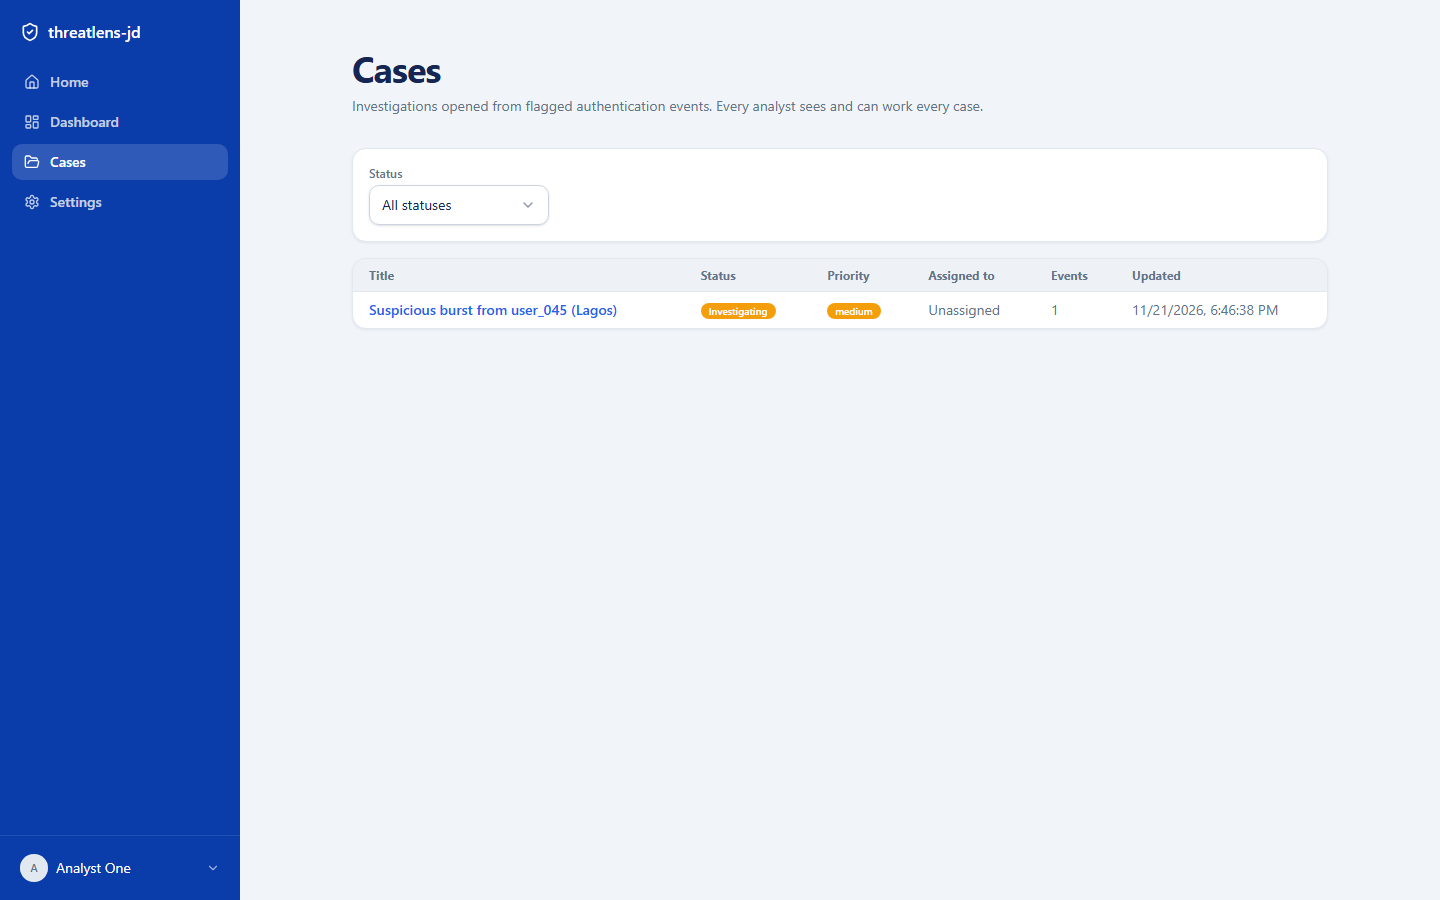 threatlens-jd
Home
Dashboard
Cases
Settings
A
Analyst One
Cases
Investigations opened from flagged authentication events. Every analyst sees and can work every case.
Status
All statuses
Title Status Priority Assigned to Events Updated
Suspicious burst from user_045 (Lagos) Investigating medium Unassigned 1 11/21/2026, 6:46:38 PM